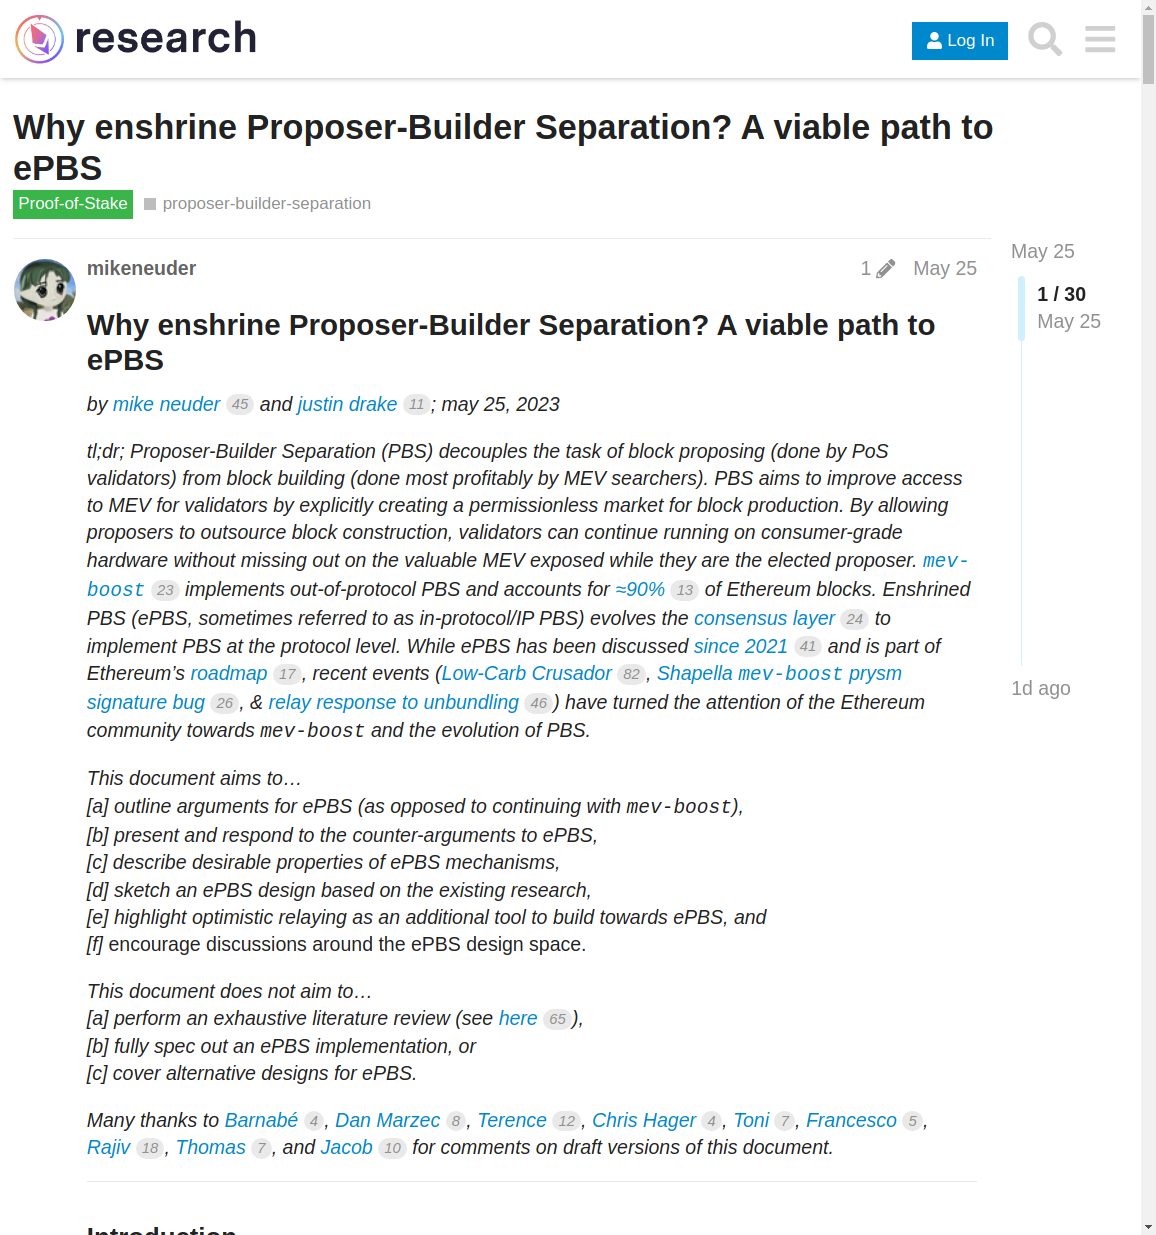 research
Log In
Why enshrine Proposer-Builder Separation? A viable path to
ePBS
Proof-of-Stake proposer-builder-separation
mikeneuder 1 May 25
Why enshrine Proposer-Builder Separation? A viable path to
ePBS
by mike neuder 45 and justin drake 11; may 25, 2023
tl;dr; Proposer-Builder Separation (PBS) decouples the task of block proposing (done by PoS
validators) from block building (done most profitably by MEV searchers). PBS aims to improve access
to MEV for validators by explicitly creating a permissionless market for block production. By allowing
proposers to outsource block construction, validators can continue running on consumer-grade
hardware without missing out on the valuable MEV exposed while they are the elected proposer. mev-
boost 23 implements out-of-protocol PBS and accounts for ≈90% 13 of Ethereum blocks. Enshrined
PBS (ePBS, sometimes referred to as in-protocol/IP PBS) evolves the consensus layer 24 to
implement PBS at the protocol level. While ePBS has been discussed since 2021 41 and is part of
Ethereum’s roadmap 17, recent events (Low-Carb Crusador 82, Shapella mev-boost prysm
signature bug 26, & relay response to unbundling 46) have turned the attention of the Ethereum
community towards mev-boost and the evolution of PBS.
This document aims to…
[a] outline arguments for ePBS (as opposed to continuing with mev-boost),
[b] present and respond to the counter-arguments to ePBS,
[c] describe desirable properties of ePBS mechanisms,
[d] sketch an ePBS design based on the existing research,
[e] highlight optimistic relaying as an additional tool to build towards ePBS, and
[f] encourage discussions around the ePBS design space.
This document does not aim to…
[a] perform an exhaustive literature review (see here 65),
[b] fully spec out an ePBS implementation, or
[c] cover alternative designs for ePBS.
Many thanks to Barnabé 4, Dan Marzec 8, Terence 12, Chris Hager 4, Toni 7, Francesco 5,
Rajiv 18, Thomas 7, and Jacob 10 for comments on draft versions of this document.
Introduction
May 25
1 / 30
May 25
1d ago